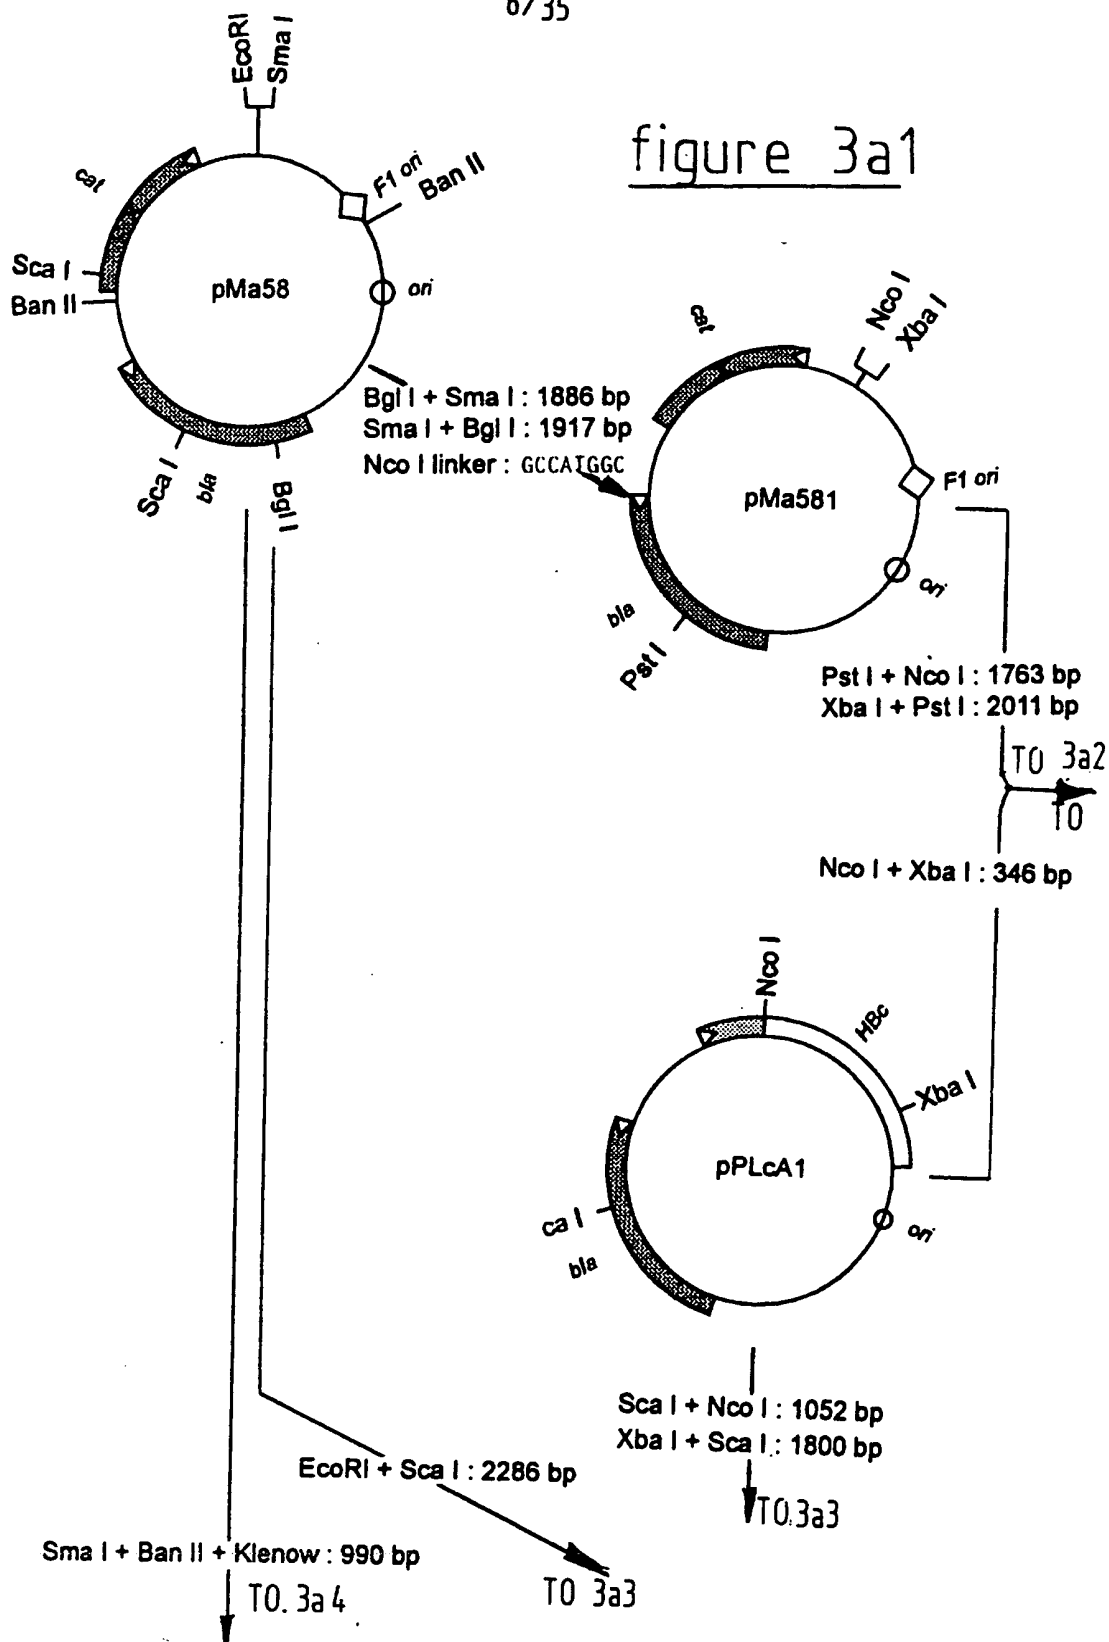 6/35
EcoRI
Sma I
figure 3a1
cat
F1 ori
Ban II
Sca I
Ban II
pMa58
ori
Sca I
bla
Bgl I
Bgl I + Sma I : 1886 bp
Sma I + Bgl I : 1917 bp
Nco I linker : GCCATGGC
cat
Nco I
Xba I
pMa581
F1 ori
ori
bla
Pst I
Pst I + Nco I : 1763 bp
Xba I + Pst I : 2011 bp
TO 3a2
TO
Nco I + Xba I : 346 bp
Nco I
HBc
Xba I
pPLcA1
ca I
bla
ori
Sca I + Nco I : 1052 bp
Xba I + Sca I : 1800 bp
TO.3a3
EcoRI + Sca I : 2286 bp
TO 3a3
Sma I + Ban II + Klenow : 990 bp
TO. 3a4